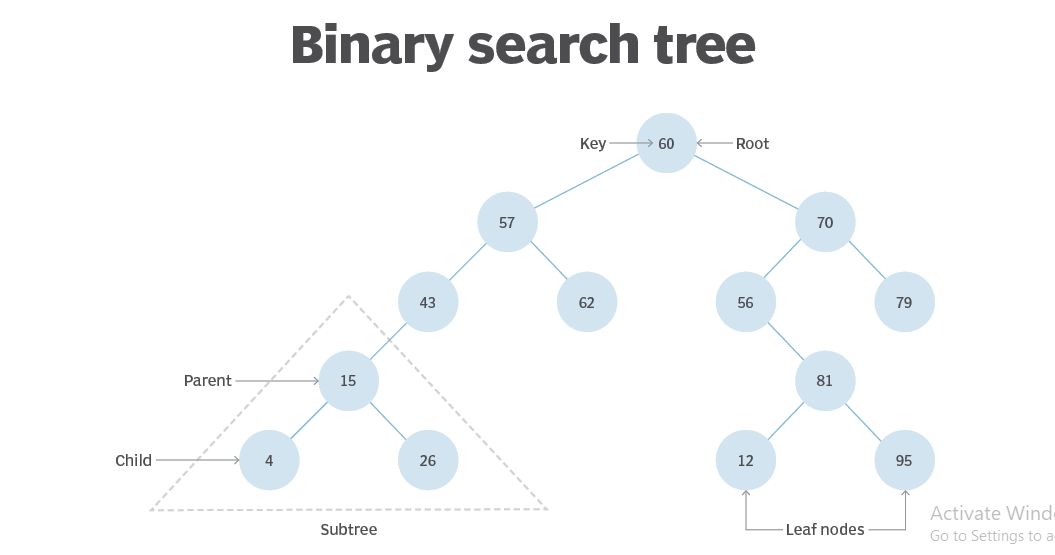 Binary search tree
Key 60 Root
57 70
43 62 56 79
Parent 15 81
Child 4 26 12 95
Subtree Leaf nodes
Activate
Go to Settings to